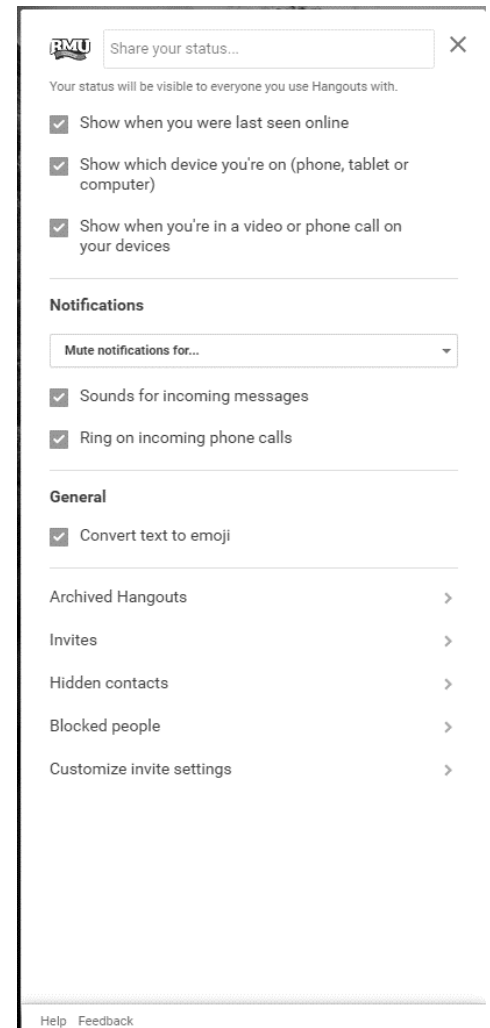 RMU
Share your status...
Your status will be visible to everyone you use Hangouts with.
Show when you were last seen online
Show which device you're on (phone, tablet or
computer)
Show when you're in a video or phone call on
your devices
Notifications
Mute notifications for...
Sounds for incoming messages
Ring on incoming phone calls
General
Convert text to emoji
Archived Hangouts
Invites
Hidden contacts
Blocked people
Customize invite settings
Help Feedback